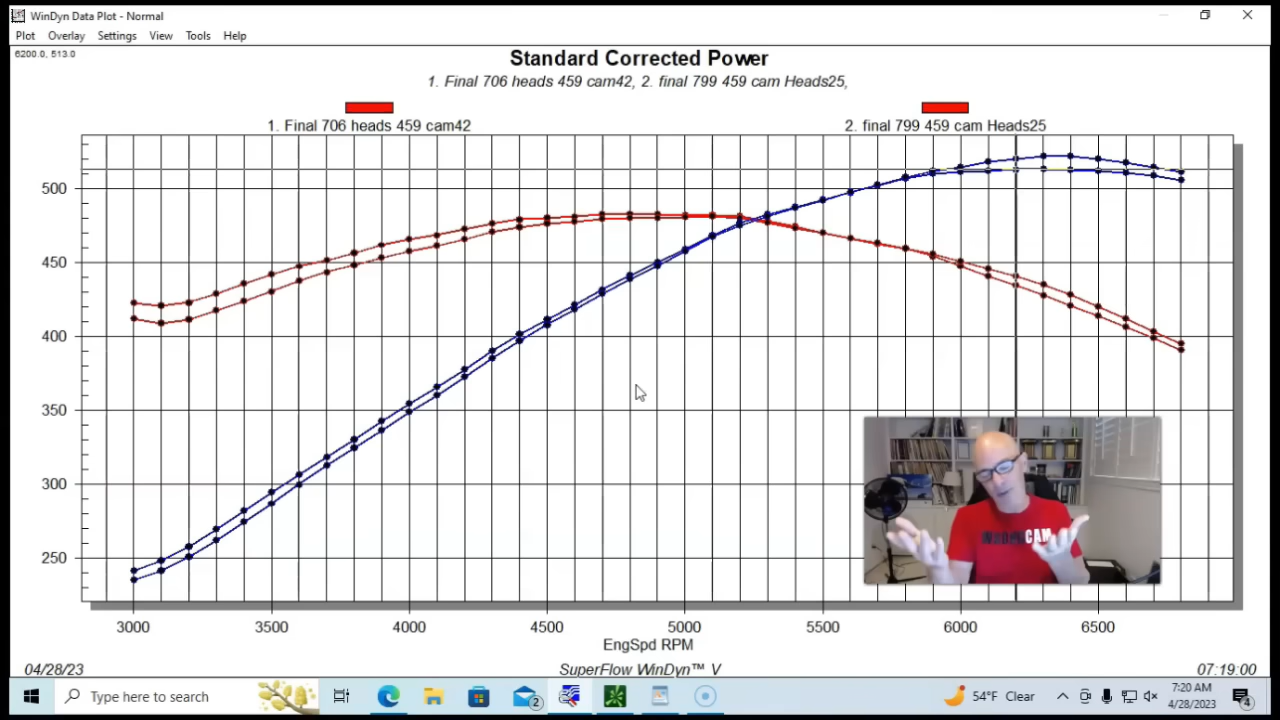 WinDyn Data Plot - Normal
Plot Overlay Settings View Tools Help
6200.0, 513.0
Standard Corrected Power
1. Final 706 heads 459 cam42, 2. final 799 459 cam Heads25,
1. Final 706 heads 459 cam42
2. final 799 459 cam Heads25
500
450
400
350
300
250
3000 3500 4000 4500 5000 5500 6000 6500
EngSpd RPM
04/28/23
SuperFlow WinDyn™ V
07:19:00
Type here to search
2
54°F Clear
7:20 AM
4/28/2023
4